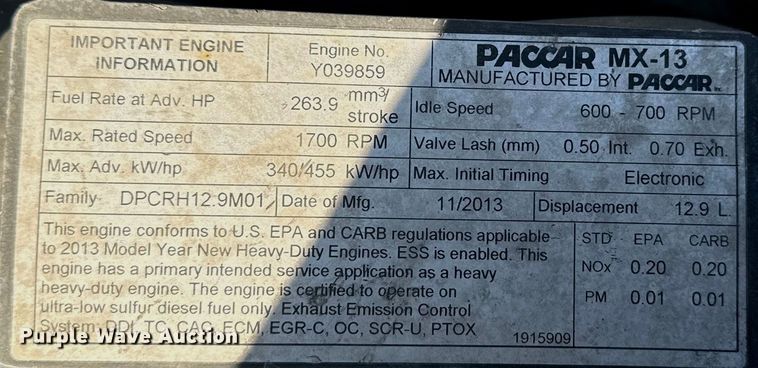 IMPORTANT ENGINE
INFORMATION
Engine No.
Y039859
PACCAR MX-13
MANUFACTURED BY PACCAR INC
Fuel Rate at Adv. HP
263.9 mm3/
stroke
Idle Speed
600 - 700 RPM
Max. Rated Speed
1700 RPM
Valve Lash (mm)
0.50 Int. 0.70 Exh.
Max. Adv. kW/hp
340/455 kW/hp
Max. Initial Timing
Electronic
Family
DPCRH12.9M01
Date of Mfg.
11/2013
Displacement
12.9 L.
This engine conforms to U.S. EPA and CARB regulations applicable
to 2013 Model Year New Heavy-Duty Engines. ESS is enabled. This
engine has a primary intended service application as a heavy
heavy-duty engine. The engine is certified to operate on
ultra-low sulfur diesel fuel only. Exhaust Emission Control
System: DDI, TC, CAC, ECM, EGR-C, OC, SCR-U, PTOX
STD EPA CARB
NOx 0.20 0.20
PM 0.01 0.01
1915909
Purple Wave Auction